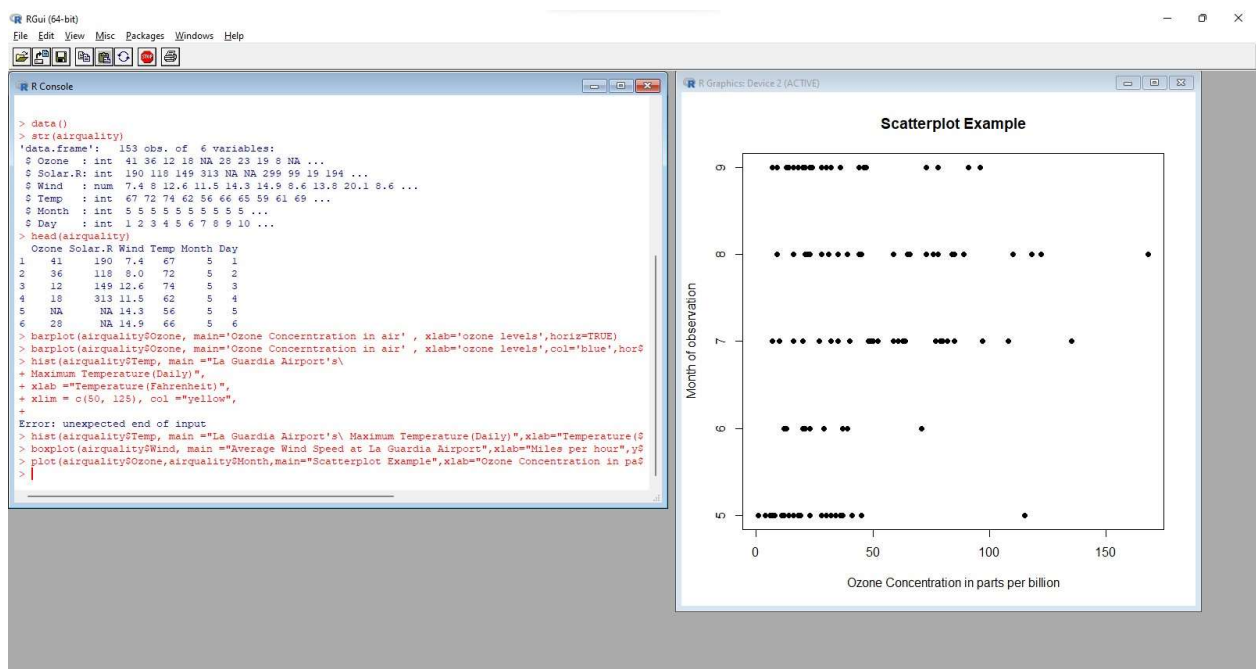 RGui (64-bit)
File Edit View Misc Packages Windows Help
STOP
R Console
> data()
> str(airquality)
'data.frame':   153 obs. of  6 variables:
 $ Ozone  : int  41 36 12 18 NA 28 23 19 8 NA ...
 $ Solar.R: int  190 118 149 313 NA NA 299 99 19 194 ...
 $ Wind   : num  7.4 8 12.6 11.5 14.3 14.9 8.6 13.8 20.1 8.6 ...
 $ Temp   : int  67 72 74 62 56 66 65 59 61 69 ...
 $ Month  : int  5 5 5 5 5 5 5 5 5 5 ...
 $ Day    : int  1 2 3 4 5 6 7 8 9 10 ...
> head(airquality)
  Ozone Solar.R Wind Temp Month Day
1    41     190  7.4   67     5   1
2    36     118  8.0   72     5   2
3    12     149 12.6   74     5   3
4    18     313 11.5   62     5   4
5    NA      NA 14.3   56     5   5
6    28      NA 14.9   66     5   6
> barplot(airquality$Ozone, main='Ozone Concerntration in air' , xlab='ozone levels',horiz=TRUE)
> barplot(airquality$Ozone, main='Ozone Concerntration in air' , xlab='ozone levels',col='blue',hor$
> hist(airquality$Temp, main ="La Guardia Airport's\
+ Maximum Temperature(Daily)",
+ xlab ="Temperature(Fahrenheit)",
+ xlim = c(50, 125), col ="yellow",
+
Error: unexpected end of input
> hist(airquality$Temp, main ="La Guardia Airport's\ Maximum Temperature(Daily)",xlab="Temperature($
> boxplot(airquality$Wind, main ="Average Wind Speed at La Guardia Airport",xlab="Miles per hour",y$
> plot(airquality$Ozone,airquality$Month,main="Scatterplot Example",xlab="Ozone Concentration in pa$
>
R Graphics: Device 2 (ACTIVE)
Scatterplot Example
Month of observation
9
8
7
6
5
0 50 100 150
Ozone Concentration in parts per billion